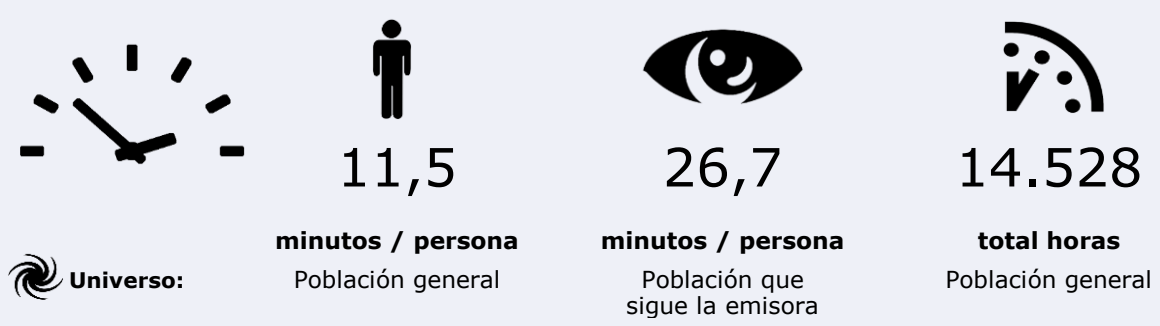 11,5
26,7
14.528
minutos / persona
minutos / persona
total horas
Universo:
Población general
Población que
sigue la emisora
Población general